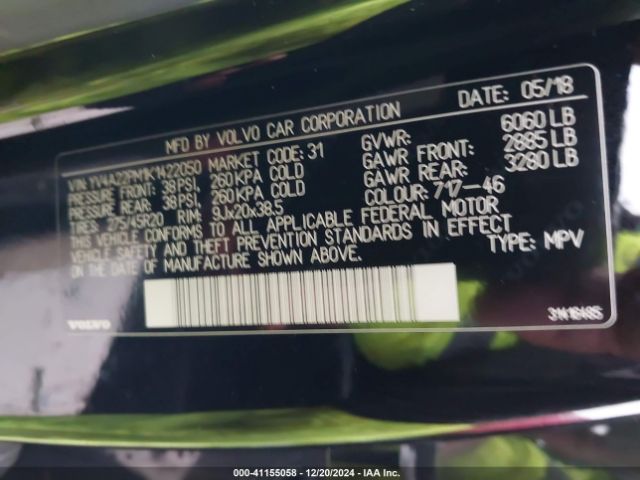 MFD BY VOLVO CAR CORPORATION DATE: 05/18
VIN: YV4A22PM1K1422050 MARKET CODE: 31 GVWR: 6060 LB
PRESSURE FRONT: 38 PSI, 260 KPA COLD GAWR FRONT: 2885 LB
PRESSURE REAR: 38 PSI, 260 KPA COLD GAWR REAR: 3280 LB
TIRES: 275/45R20 RIM: 9Jx20x38.5 COLOUR: 717-46
THIS VEHICLE CONFORMS TO ALL APPLICABLE FEDERAL MOTOR
VEHICLE SAFETY AND THEFT PREVENTION STANDARDS IN EFFECT
ON THE DATE OF MANUFACTURE SHOWN ABOVE. TYPE: MPV
VOLVO 31416495
000-41155058 - 12/20/2024 - IAA Inc.